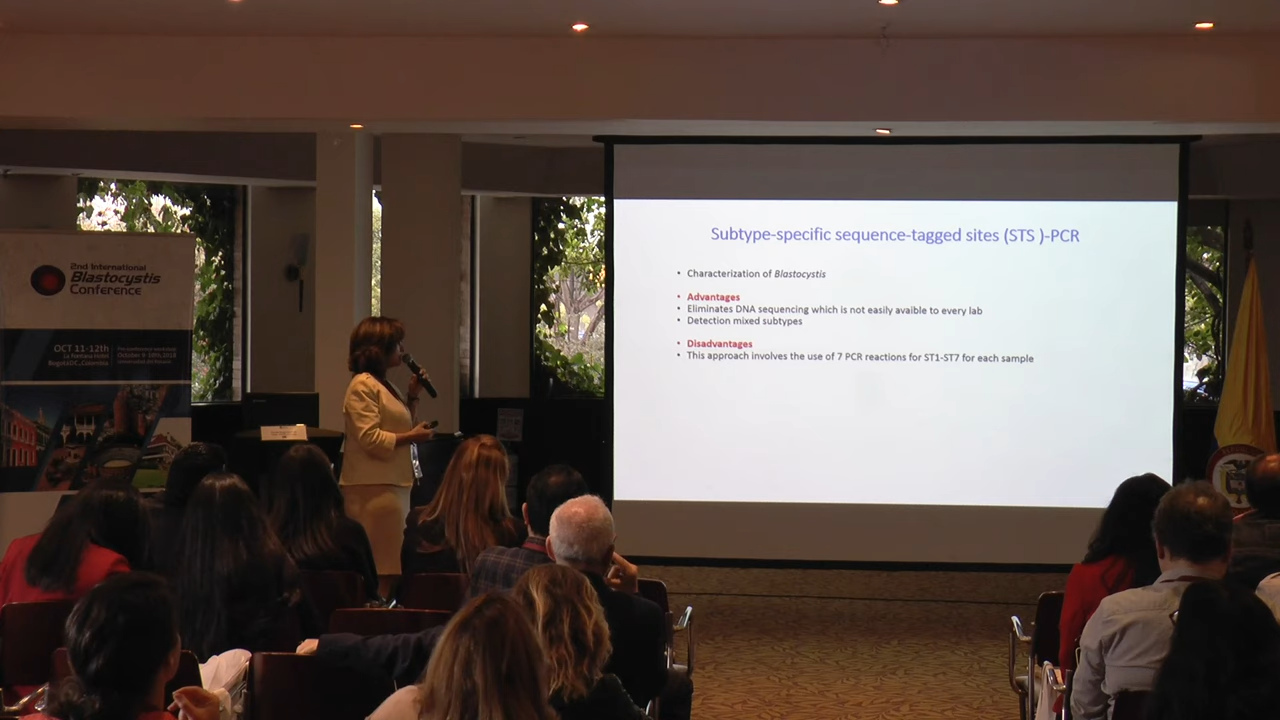 2nd International
Blastocystis
Conference
OCT 11-12th
Subtype-specific sequence-tagged sites (STS )-PCR
• Characterization of Blastocystis
• Advantages
• Eliminates DNA sequencing which is not easily avaible to every lab
• Detection mixed subtypes
• Disadvantages
• This approach involves the use of 7 PCR reactions for ST1-ST7 for each sample